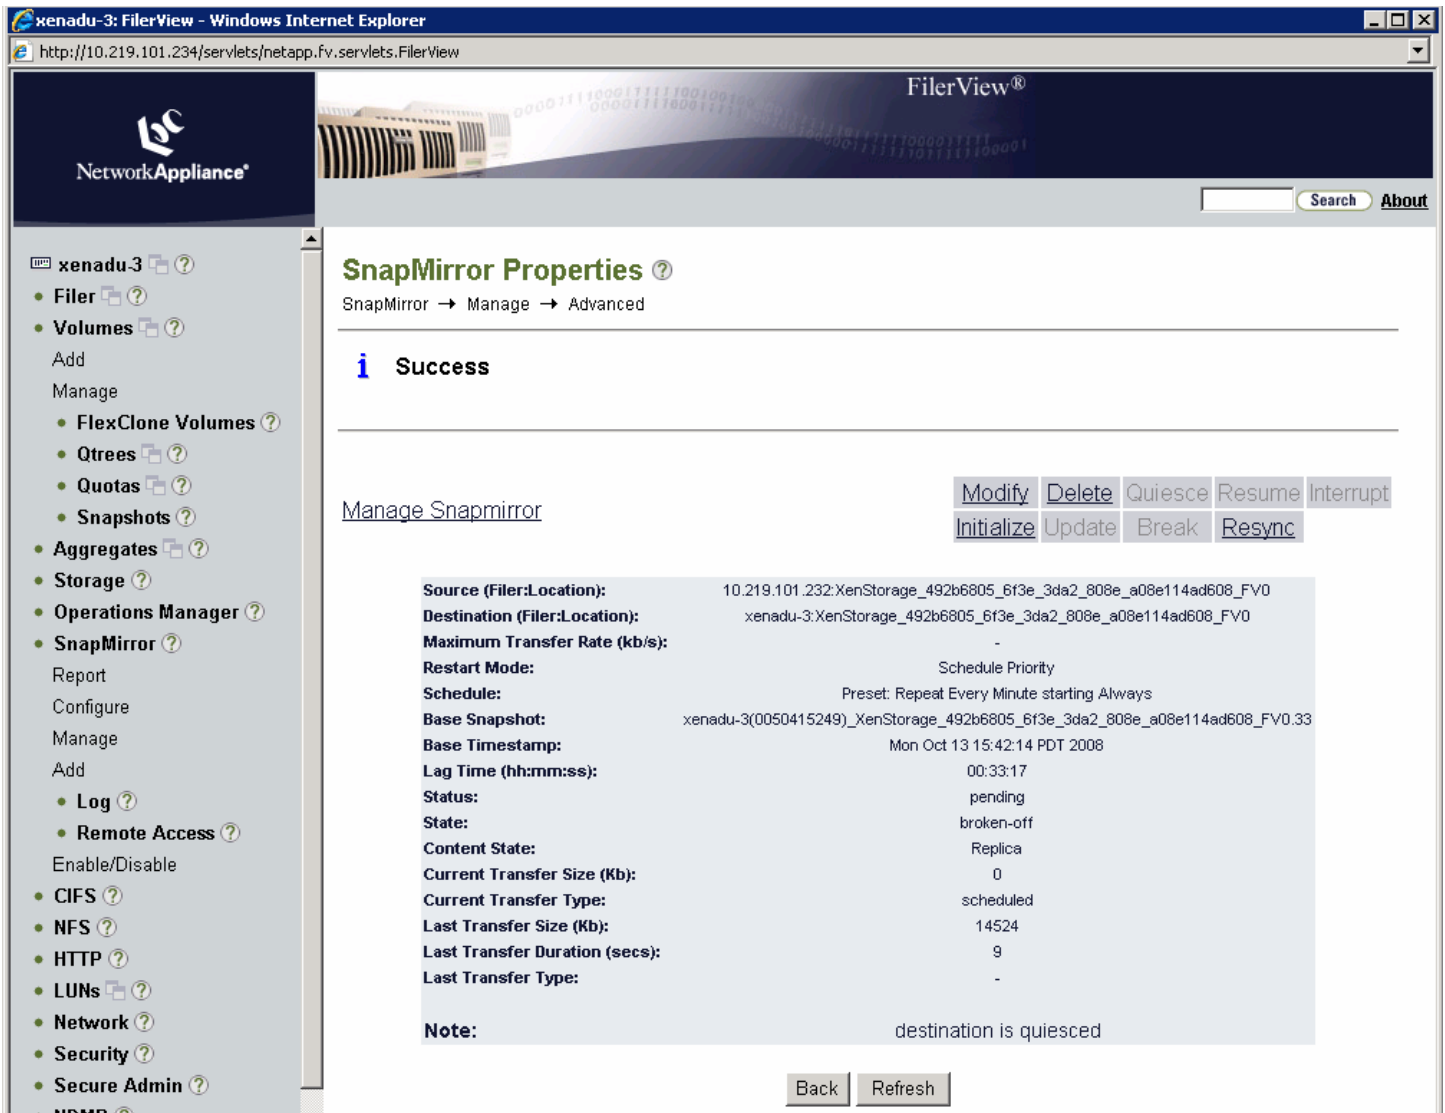 xenadu-3: FilerView - Windows Internet Explorer
http://10.219.101.234/servlets/netapp.fv.servlets.FilerView
FilerView®
NetworkAppliance®
Search About
xenadu-3
Filer
Volumes
Add
Manage
FlexClone Volumes
Qtrees
Quotas
Snapshots
Aggregates
Storage
Operations Manager
SnapMirror
Report
Configure
Manage
Add
Log
Remote Access
Enable/Disable
CIFS
NFS
HTTP
LUNs
Network
Security
Secure Admin
NDMP
SnapMirror Properties
SnapMirror → Manage → Advanced
i Success
Manage Snapmirror
Modify Delete Quiesce Resume Interrupt
Initialize Update Break Resync
Source (Filer:Location): 10.219.101.232:XenStorage_492b6805_6f3e_3da2_808e_a08e114ad608_FV0
Destination (Filer:Location): xenadu-3:XenStorage_492b6805_6f3e_3da2_808e_a08e114ad608_FV0
Maximum Transfer Rate (kb/s): -
Restart Mode: Schedule Priority
Schedule: Preset: Repeat Every Minute starting Always
Base Snapshot: xenadu-3(0050415249)_XenStorage_492b6805_6f3e_3da2_808e_a08e114ad608_FV0.33
Base Timestamp: Mon Oct 13 15:42:14 PDT 2008
Lag Time (hh:mm:ss): 00:33:17
Status: pending
State: broken-off
Content State: Replica
Current Transfer Size (Kb): 0
Current Transfer Type: scheduled
Last Transfer Size (Kb): 14524
Last Transfer Duration (secs): 9
Last Transfer Type: -
Note: destination is quiesced
Back Refresh